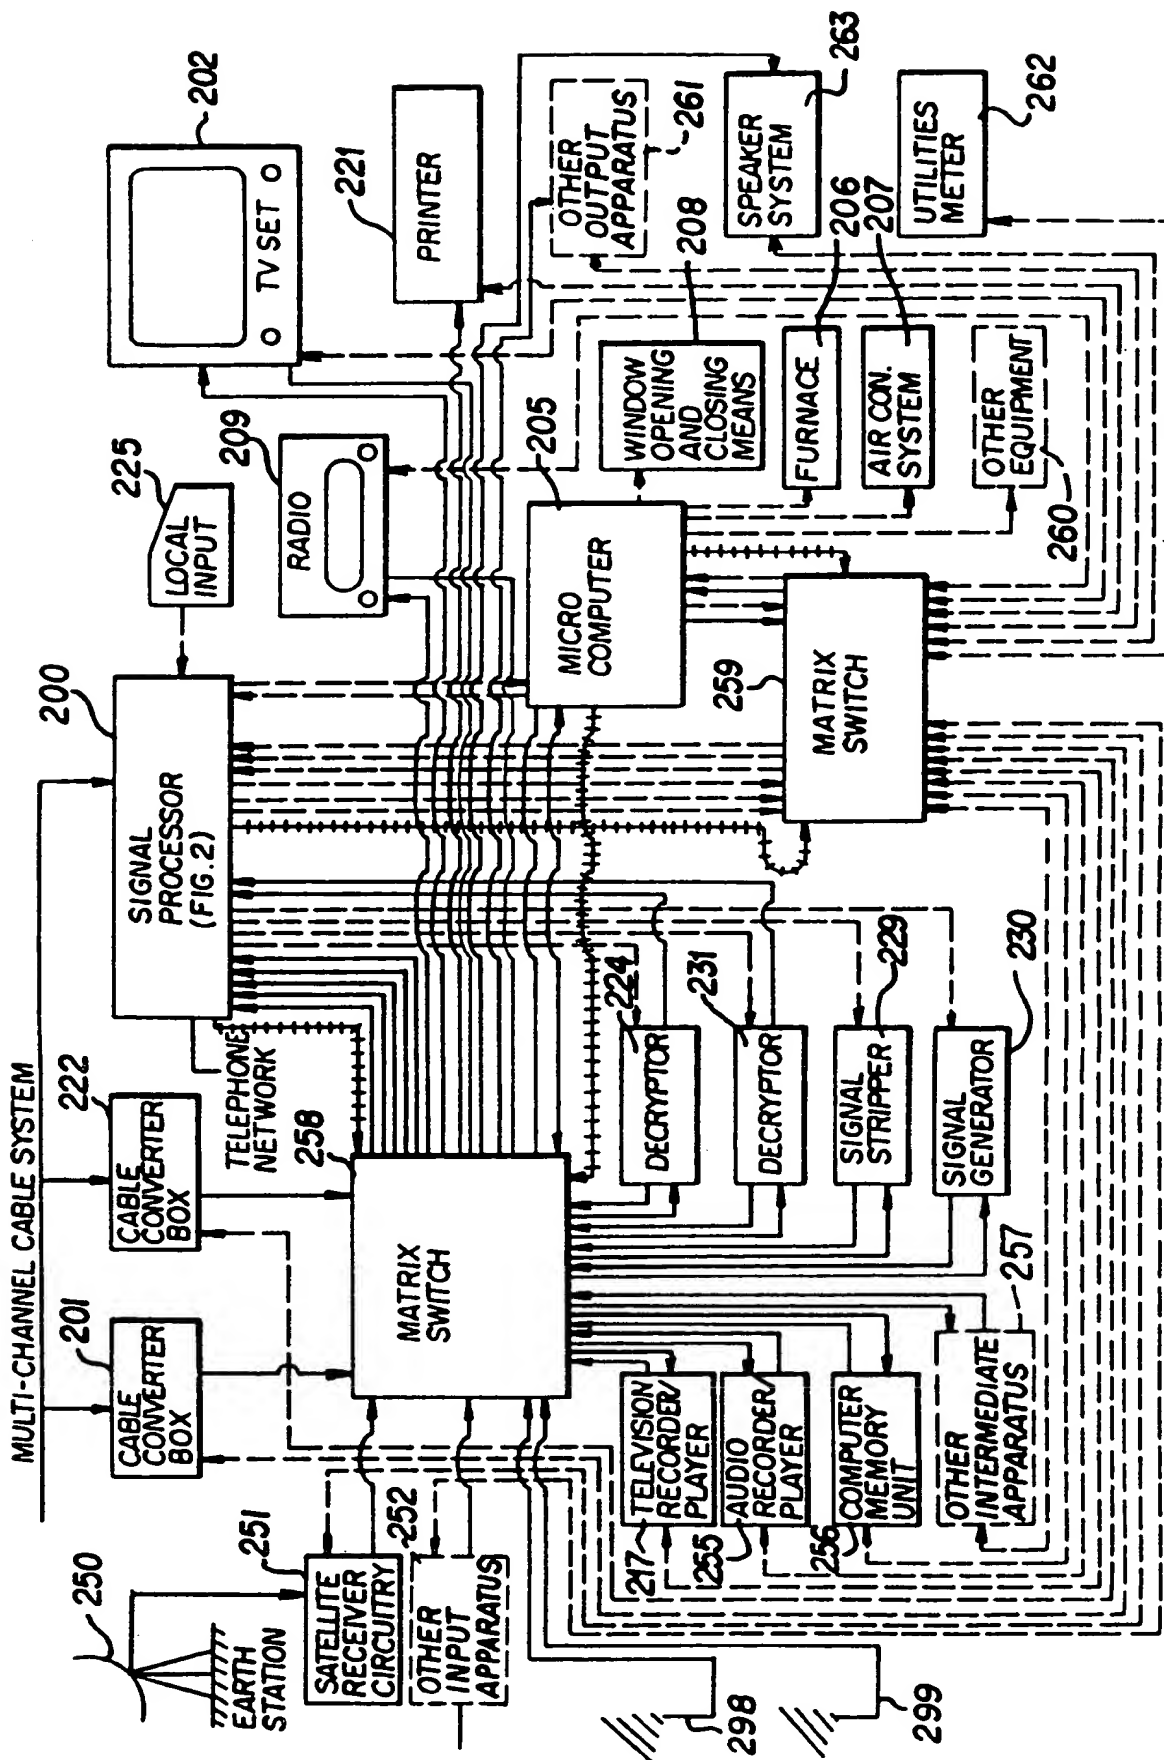 MULTI-CHANNEL CABLE SYSTEM
250
EARTH
STATION
251
SATELLITE
RECEIVER
CIRCUITRY
252
OTHER
INPUT
APPARATUS
298
299
201
CABLE
CONVERTER
BOX
222
CABLE
CONVERTER
BOX
TELEPHONE
NETWORK
258
MATRIX
SWITCH
200
SIGNAL
PROCESSOR
(FIG. 2)
225
LOCAL
INPUT
209
RADIO
202
TV SET
221
PRINTER
OTHER
OUTPUT
APPARATUS
261
SPEAKER
SYSTEM
263
UTILITIES
METER
262
205
MICRO
COMPUTER
WINDOW
OPENING
AND
CLOSING
MEANS
208
FURNACE
206
AIR CON.
SYSTEM
207
OTHER
EQUIPMENT
260
259
MATRIX
SWITCH
224
DECRYPTOR
231
DECRYPTOR
SIGNAL
STRIPPER
229
SIGNAL
GENERATOR
230
TELEVISION
RECORDER/
PLAYER
217
AUDIO
RECORDER/
PLAYER
255
COMPUTER
MEMORY
UNIT
256
OTHER
INTERMEDIATE
APPARATUS
257